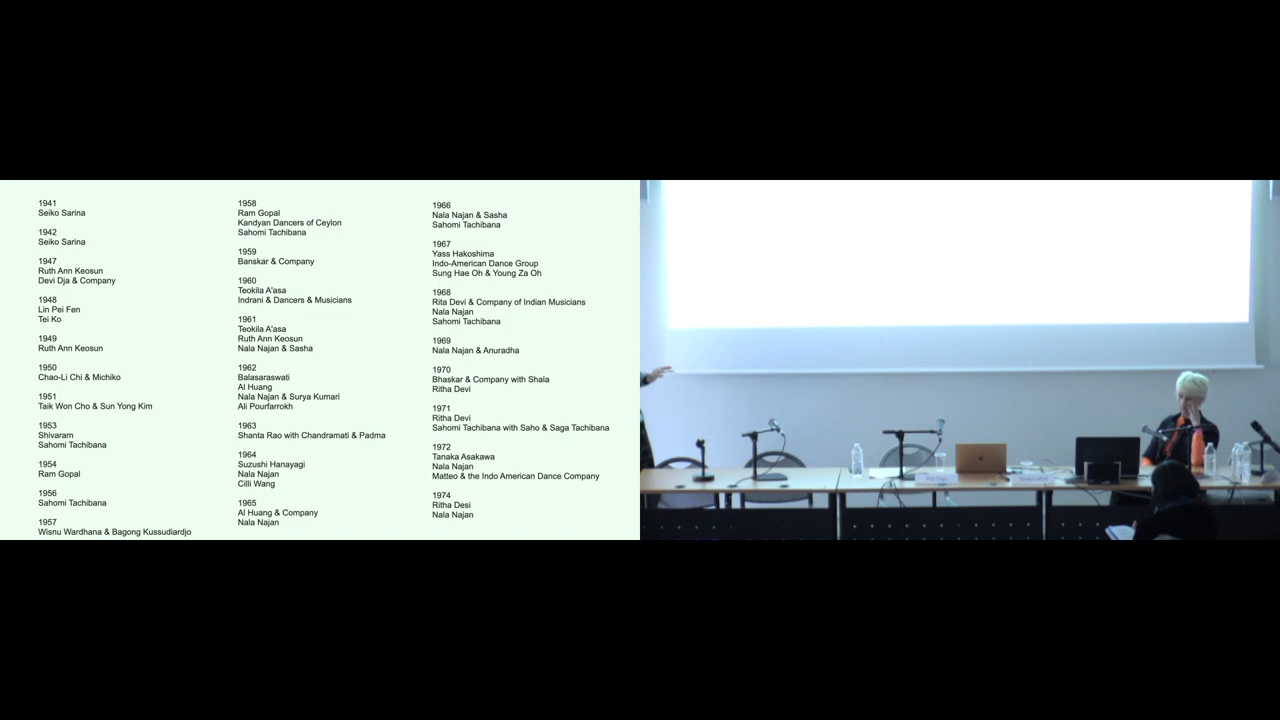 1941
Seiko Sarina
1942
Seiko Sarina
1947
Ruth Ann Keosun
Devi Dja & Company
1948
Lin Pei Fen
Tei Ko
1949
Ruth Ann Keosun
1950
Chao-Li Chi & Michiko
1951
Taik Won Cho & Sun Yong Kim
1953
Shivaram
Sahomi Tachibana
1954
Ram Gopal
1956
Sahomi Tachibana
1957
Wisnu Wardhana & Bagong Kussudiardjo
1958
Ram Gopal
Kandyan Dancers of Ceylon
Sahomi Tachibana
1959
Banskar & Company
1960
Teokila A'asa
Indrani & Dancers & Musicians
1961
Teokila A'asa
Ruth Ann Keosun
Nala Najan & Sasha
1962
Balasaraswati
Al Huang
Nala Najan & Surya Kumari
Ali Pourfarrokh
1963
Shanta Rao with Chandramati & Padma
1964
Suzushi Hanayagi
Nala Najan
Cilli Wang
1965
Al Huang & Company
Nala Najan
1966
Nala Najan & Sasha
Sahomi Tachibana
1967
Yass Hakoshima
Indo-American Dance Group
Sung Hae Oh & Young Za Oh
1968
Rita Devi & Company of Indian Musicians
Nala Najan
Sahomi Tachibana
1969
Nala Najan & Anuradha
1970
Bhaskar & Company with Shala
Ritha Devi
1971
Ritha Devi
Sahomi Tachibana with Saho & Saga Tachibana
1972
Tanaka Asakawa
Nala Najan
Matteo & the Indo American Dance Company
1974
Ritha Desi
Nala Najan